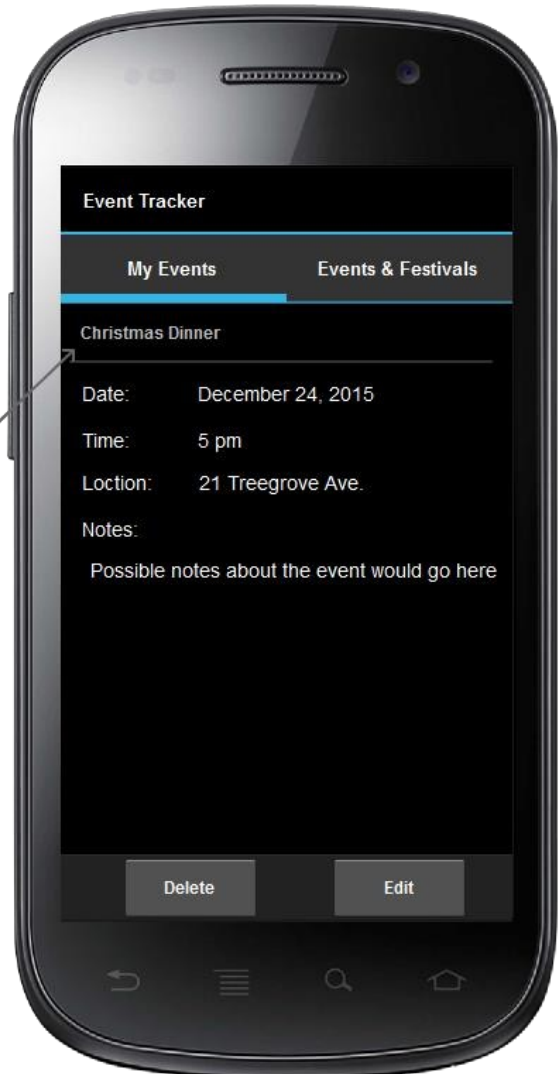 Event Tracker
My Events Events & Festivals
Christmas Dinner
Date: December 24, 2015
Time: 5 pm
Loction: 21 Treegrove Ave.
Notes:
Possible notes about the event would go here
Delete Edit